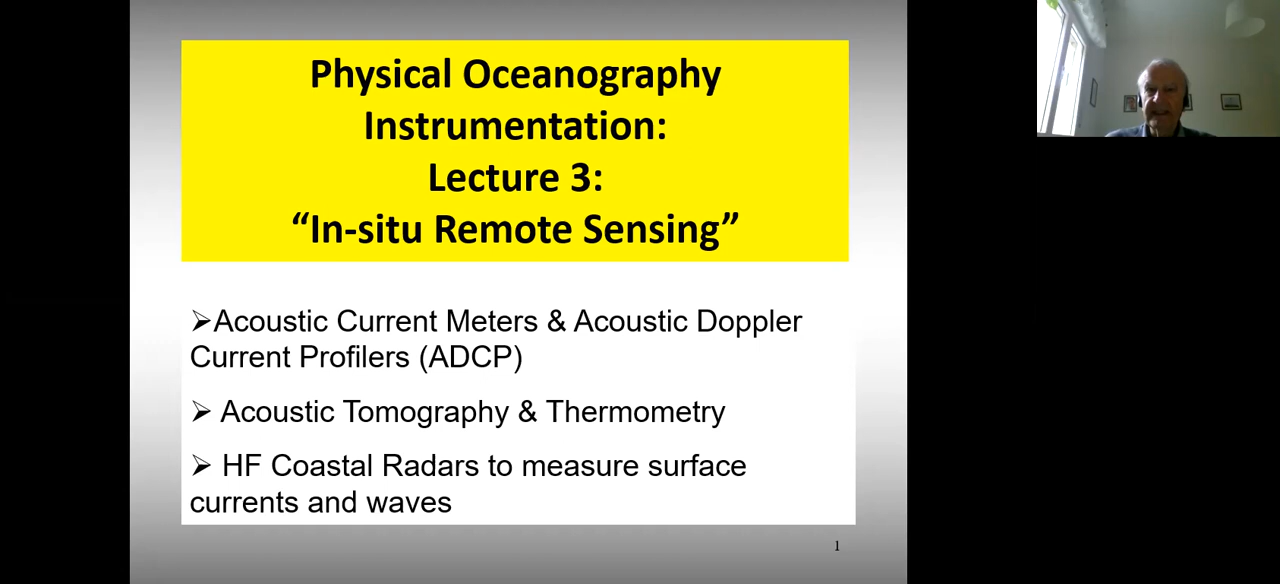 Physical Oceanography
Instrumentation:
Lecture 3:
“In-situ Remote Sensing”
➢Acoustic Current Meters & Acoustic Doppler
Current Profilers (ADCP)
➢ Acoustic Tomography & Thermometry
➢ HF Coastal Radars to measure surface
currents and waves
1